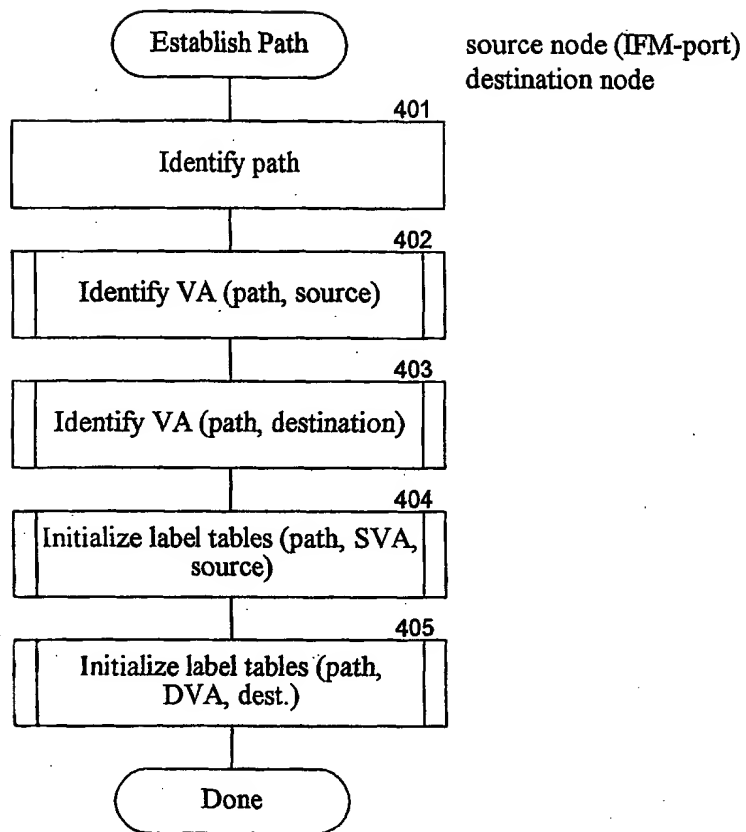 Establish Path
source node (IFM-port)
destination node
401
Identify path
402
Identify VA (path, source)
403
Identify VA (path, destination)
404
Initialize label tables (path, SVA,
source)
405
Initialize label tables (path,
DVA, dest.)
Done